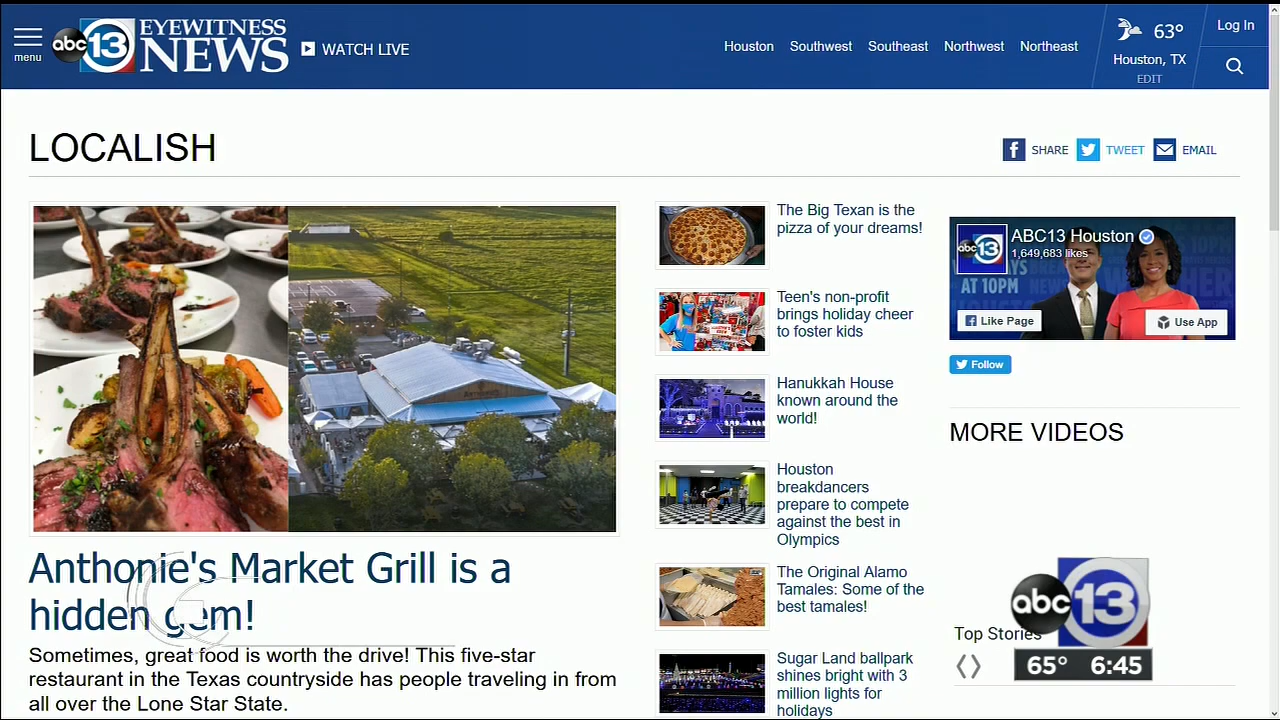 menu
abc 13
EYEWITNESS
NEWS
WATCH LIVE
Houston Southwest Southeast Northwest Northeast
63°
Houston, TX
EDIT
Log In
LOCALISH
SHARE TWEET EMAIL
Anthonie's Market Grill is a
hidden gem!
Sometimes, great food is worth the drive! This five-star
restaurant in the Texas countryside has people traveling in from
all over the Lone Star State.
The Big Texan is the
pizza of your dreams!
Teen's non-profit
brings holiday cheer
to foster kids
Hanukkah House
known around the
world!
Houston
breakdancers
prepare to compete
against the best in
Olympics
The Original Alamo
Tamales: Some of the
best tamales!
Sugar Land ballpark
shines bright with 3
million lights for
holidays
abc 13
ABC13 Houston
1,649,683 likes
AT 10PM
Like Page
Use App
Follow
MORE VIDEOS
Top Stories
abc 13
65° 6:45